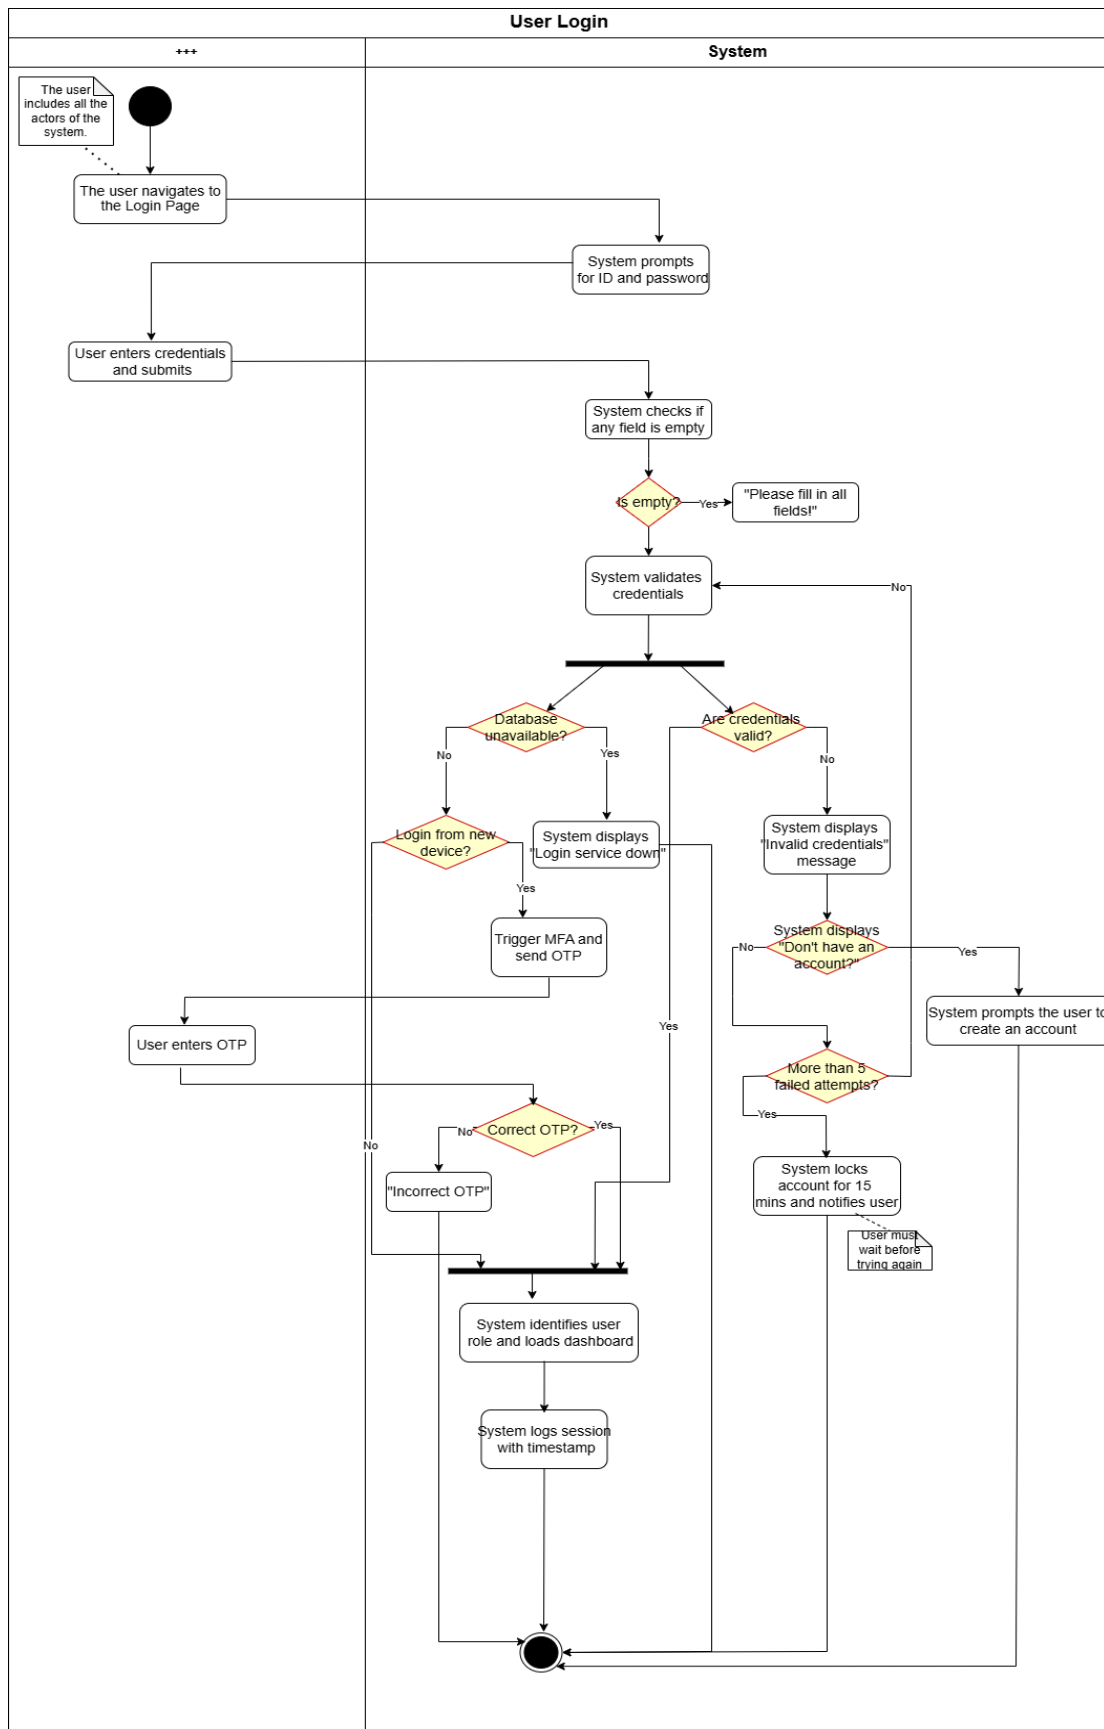 User Login
+++
System
The user
includes all the
actors of the
system.
The user navigates to
the Login Page
System prompts
for ID and password
User enters credentials
and submits
System checks if
any field is empty
Is empty?
Yes
"Please fill in all
fields!"
System validates
credentials
No
Database
unavailable?
Are credentials
valid?
No
Yes
No
Login from new
device?
System displays
"Login service down"
System displays
"Invalid credentials"
message
Yes
Trigger MFA and
send OTP
System displays
"Don't have an
account?"
No
Yes
System prompts the user to
create an account
User enters OTP
Yes
More than 5
failed attempts?
Yes
Correct OTP?
No
Yes
No
"Incorrect OTP"
System locks
account for 15
mins and notifies user
User must
wait before
trying again
System identifies user
role and loads dashboard
System logs session
with timestamp